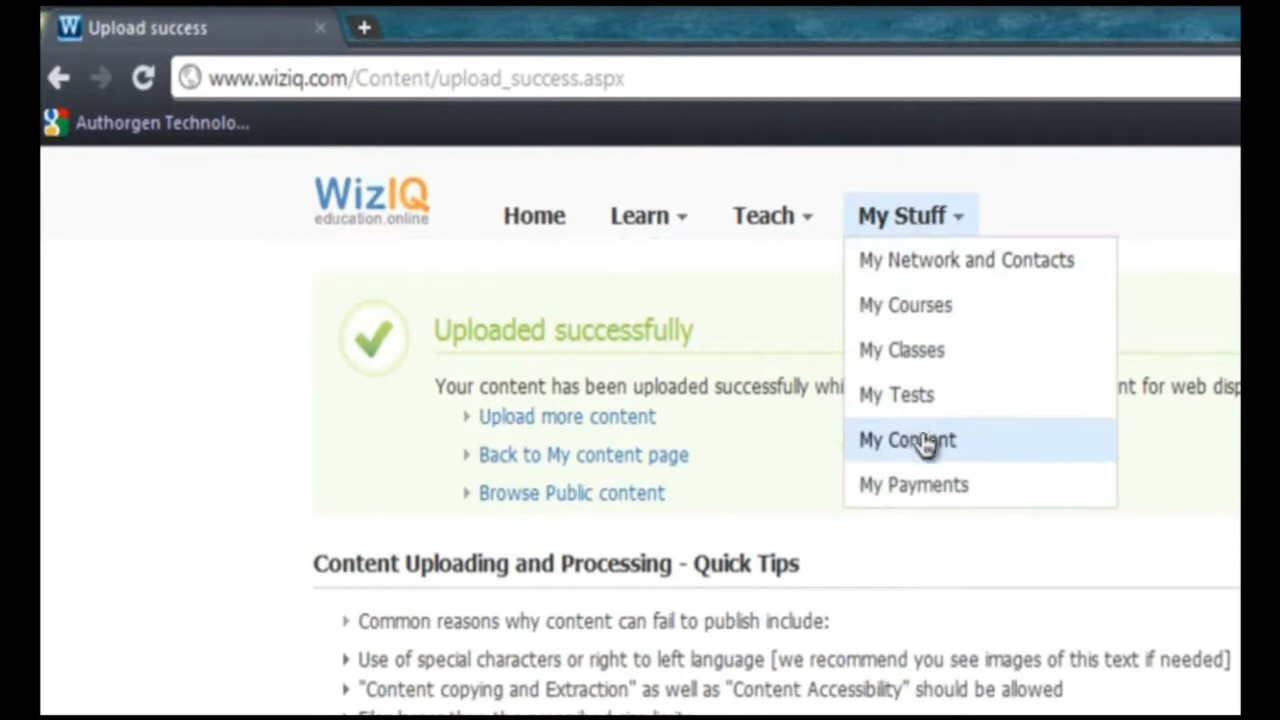 Upload success
www.wiziq.com/Content/upload_success.aspx
Authorgen Technolo...
WizIQ
education.online
Home Learn Teach My Stuff
My Network and Contacts
My Courses
My Classes
My Tests
My Content
My Payments
Uploaded successfully
Your content has been uploaded successfully whi nt for web disp
Upload more content
Back to My content page
Browse Public content
Content Uploading and Processing - Quick Tips
Common reasons why content can fail to publish include:
Use of special characters or right to left language [we recommend you see images of this text if needed]
"Content copying and Extraction" as well as "Content Accessibility" should be allowed